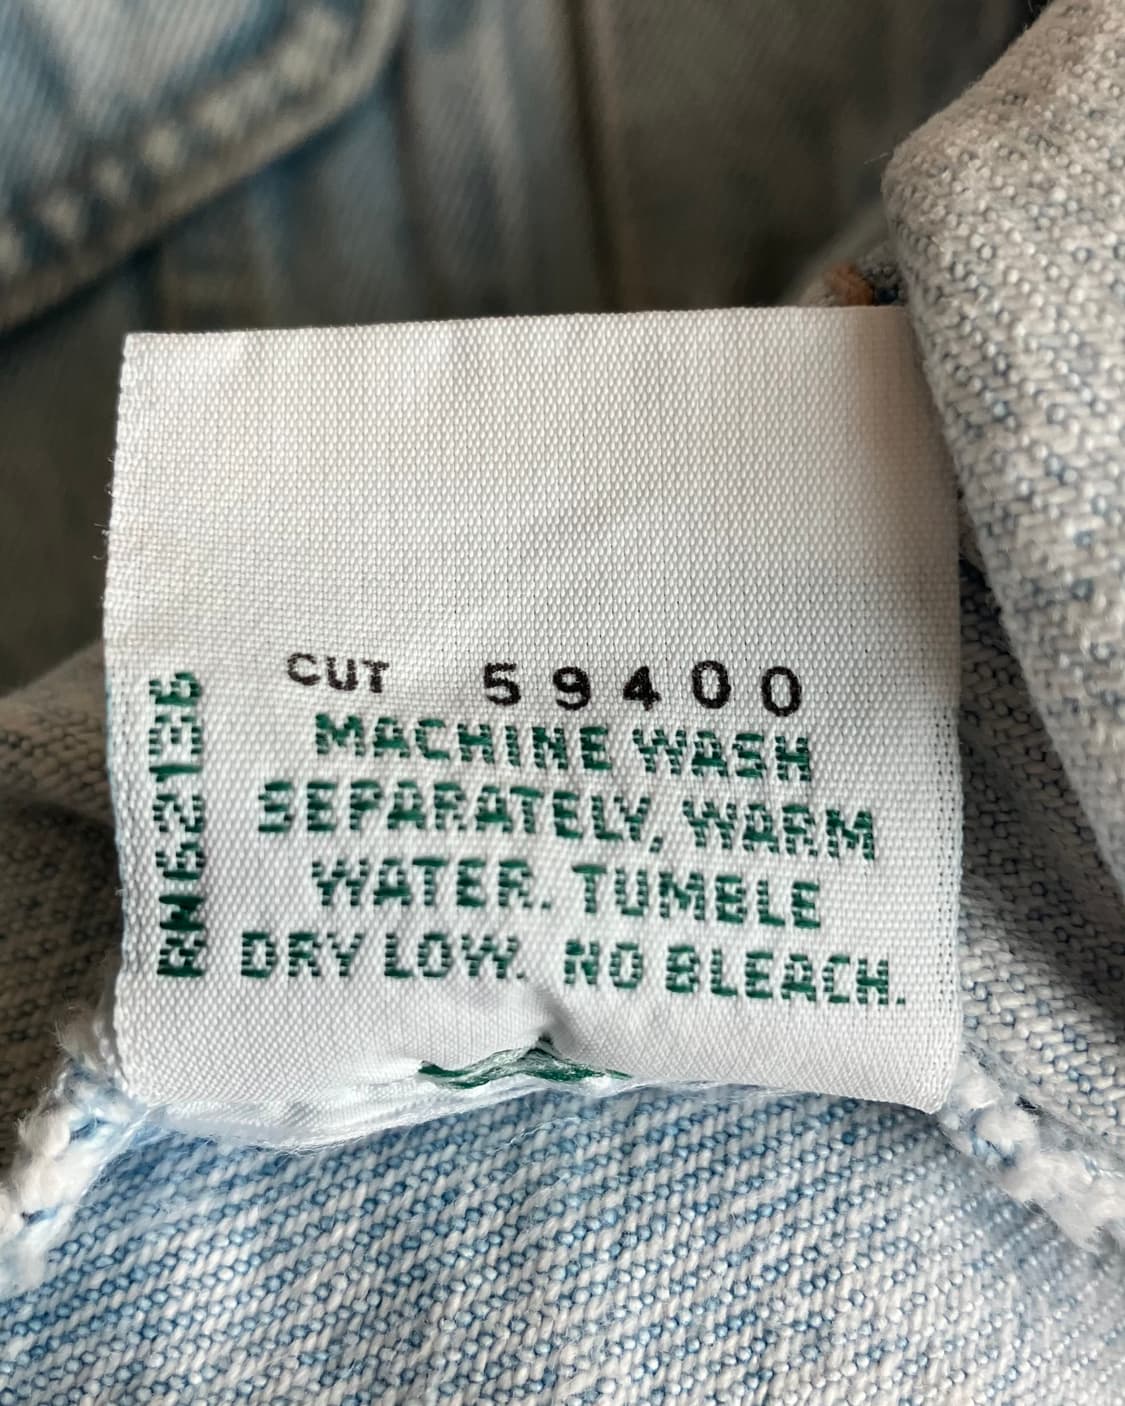 CUT 59400
MACHINE WASH
SEPARATELY, WARM
WATER. TUMBLE
DRY LOW. NO BLEACH.
RN62136